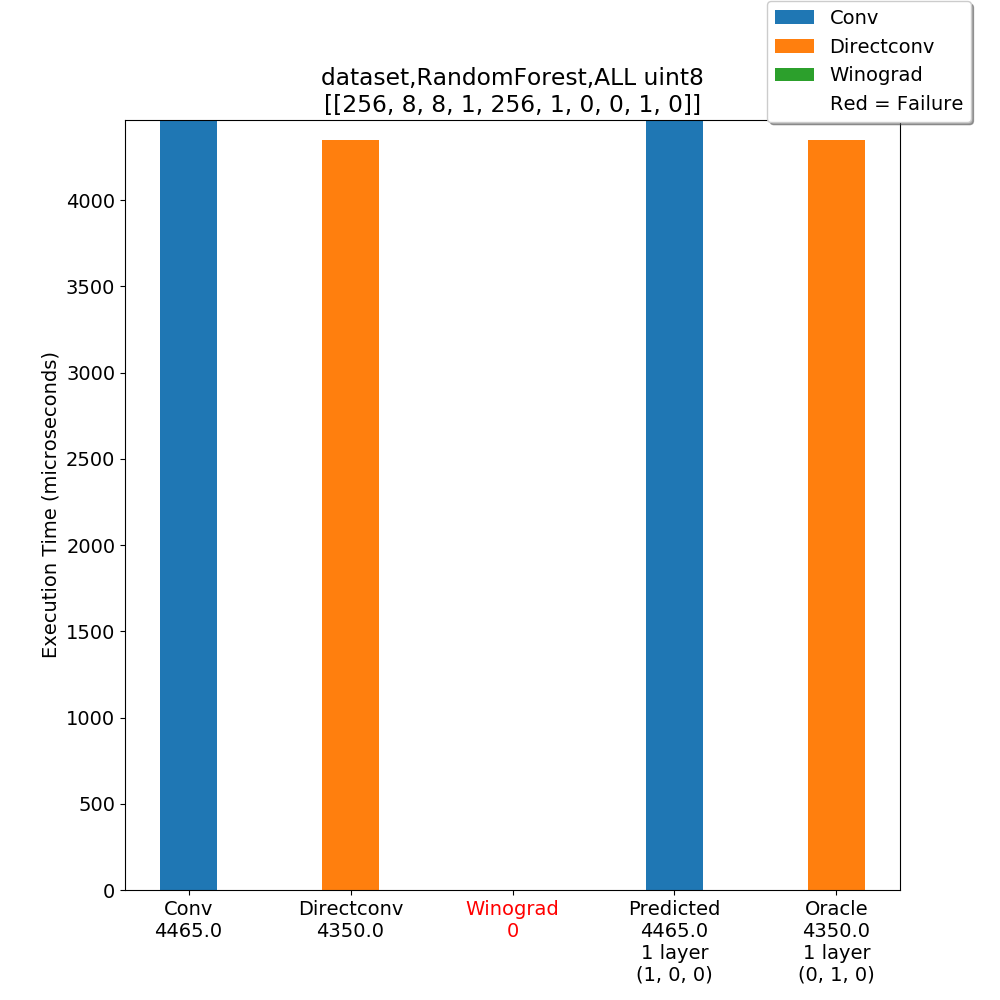 Conv
Directconv
Winograd
Red = Failure
dataset,RandomForest,ALL uint8
[[256, 8, 8, 1, 256, 1, 0, 0, 1, 0]]
Execution Time (microseconds)
4000
3500
3000
2500
2000
1500
1000
500
0
Conv
4465.0
Directconv
4350.0
Winograd
0
Predicted
4465.0
1 layer
(1, 0, 0)
Oracle
4350.0
1 layer
(0, 1, 0)